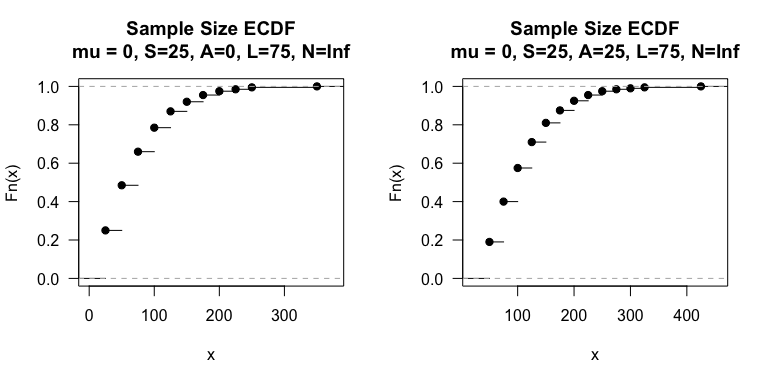 Sample Size ECDF
mu = 0, S=25, A=0, L=75, N=Inf
Fn(x)
1.0
0.8
0.6
0.4
0.2
0.0
0 100 200 300
x
Sample Size ECDF
mu = 0, S=25, A=25, L=75, N=Inf
Fn(x)
1.0
0.8
0.6
0.4
0.2
0.0
100 200 300 400
x